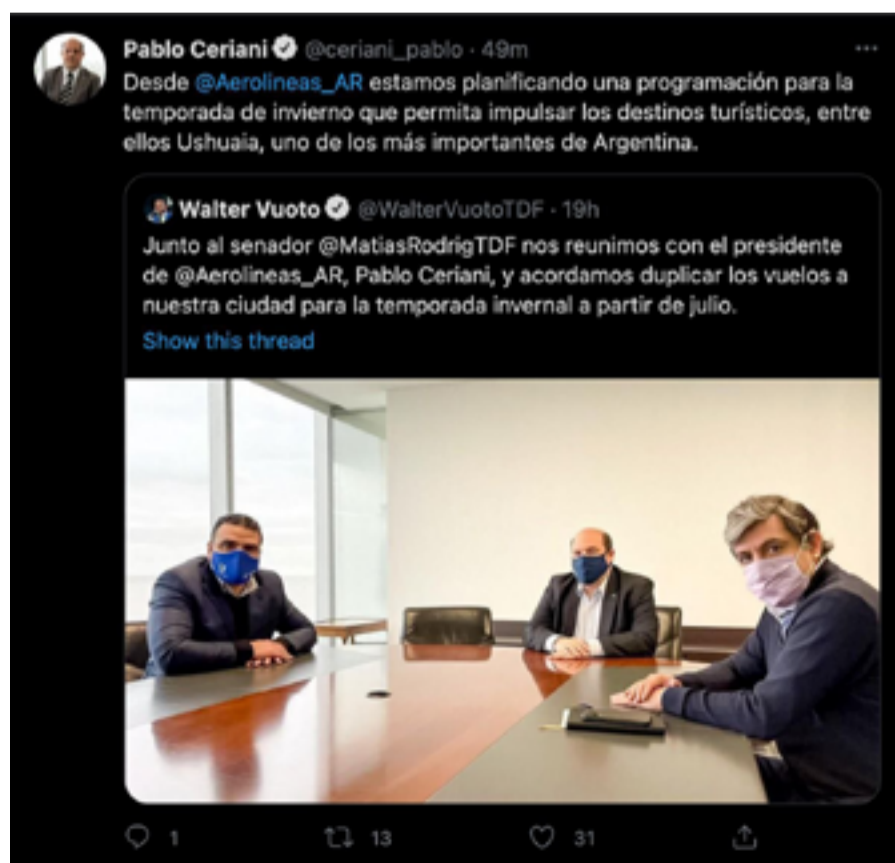 Pablo Ceriani @ceriani_pablo · 49m
Desde @Aerolineas_AR estamos planificando una programación para la
temporada de invierno que permita impulsar los destinos turísticos, entre
ellos Ushuaia, uno de los más importantes de Argentina.
Walter Vuoto @WalterVuotoTDF · 19h
Junto al senador @MatiasRodrigTDF nos reunimos con el presidente
de @Aerolineas_AR, Pablo Ceriani, y acordamos duplicar los vuelos a
nuestra ciudad para la temporada invernal a partir de julio.
Show this thread
1 13 31